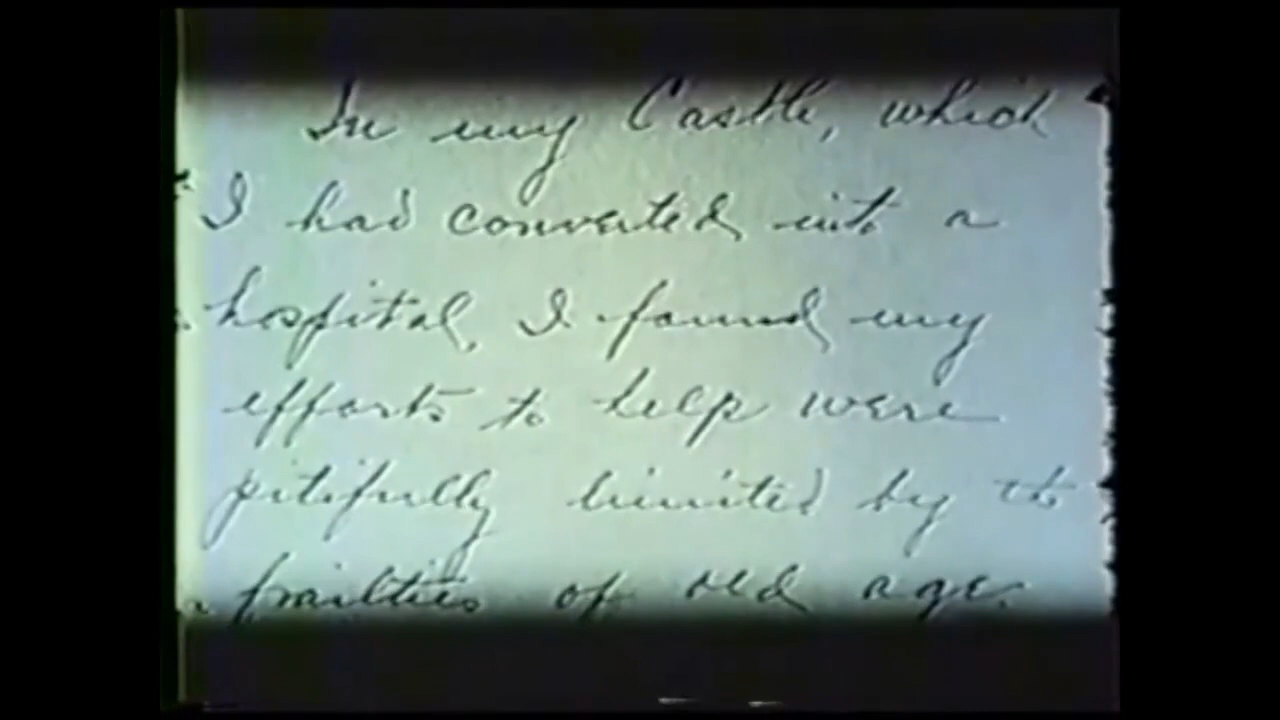 In my Castle, which
I had converted into a
hospital, I found my
efforts to help were
pitifully limited by the
frailties of old age.